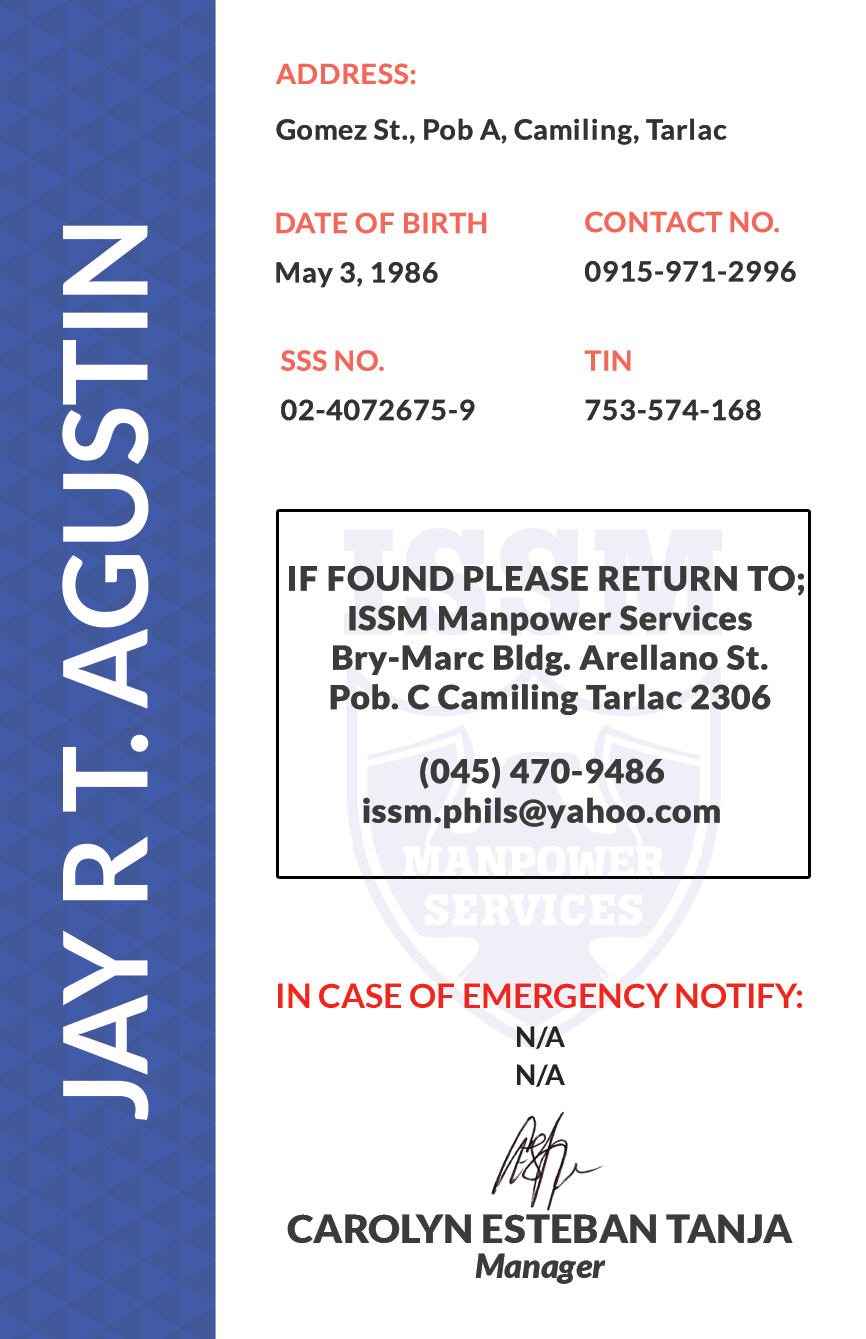 JAY R T. AGUSTIN
ADDRESS:
Gomez St., Pob A, Camiling, Tarlac
DATE OF BIRTH
May 3, 1986
CONTACT NO.
0915-971-2996
SSS NO.
02-4072675-9
TIN
753-574-168
ISSM
IF FOUND PLEASE RETURN TO;
ISSM Manpower Services
Bry-Marc Bldg. Arellano St.
Pob. C Camiling Tarlac 2306
(045) 470-9486
issm.phils@yahoo.com
MANPOWER
SERVICES
IN CASE OF EMERGENCY NOTIFY:
N/A
N/A
CAROLYN ESTEBAN TANJA
Manager